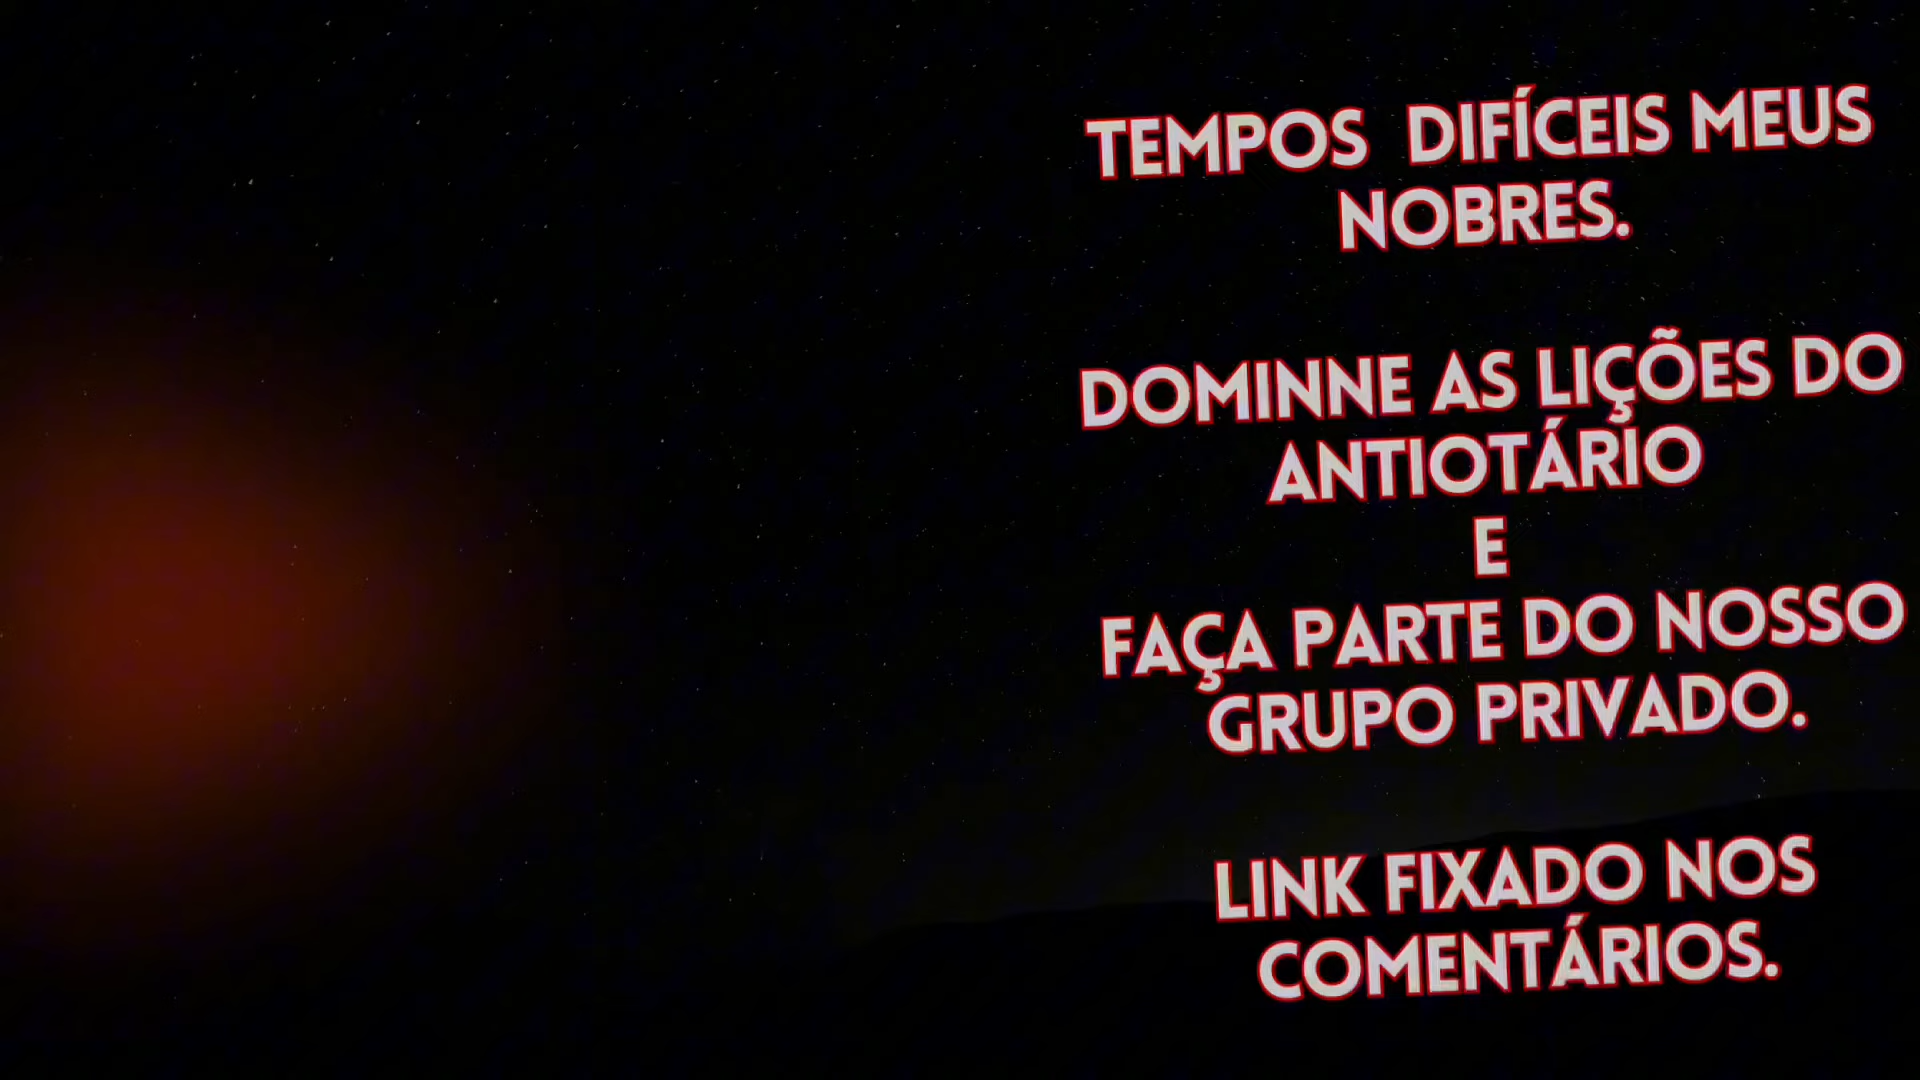 TEMPOS DIFÍCEIS MEUS
NOBRES.
DOMINNE AS LIÇÕES DO
ANTIOTÁRIO
E
FAÇA PARTE DO NOSSO
GRUPO PRIVADO.
LINK FIXADO NOS
COMENTÁRIOS.